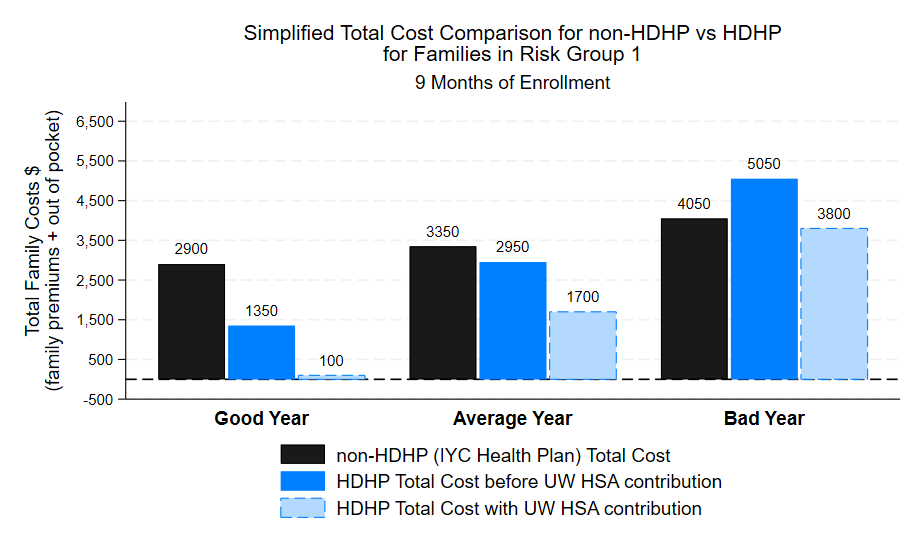 Simplified Total Cost Comparison for non-HDHP vs HDHP
for Families in Risk Group 1
9 Months of Enrollment
Total Family Costs $
(family premiums + out of pocket)
6,500
5,500
4,500
3,500
2,500
1,500
500
-500
2900
1350
100
3350
2950
1700
4050
5050
3800
Good Year
Average Year
Bad Year
non-HDHP (IYC Health Plan) Total Cost
HDHP Total Cost before UW HSA contribution
HDHP Total Cost with UW HSA contribution